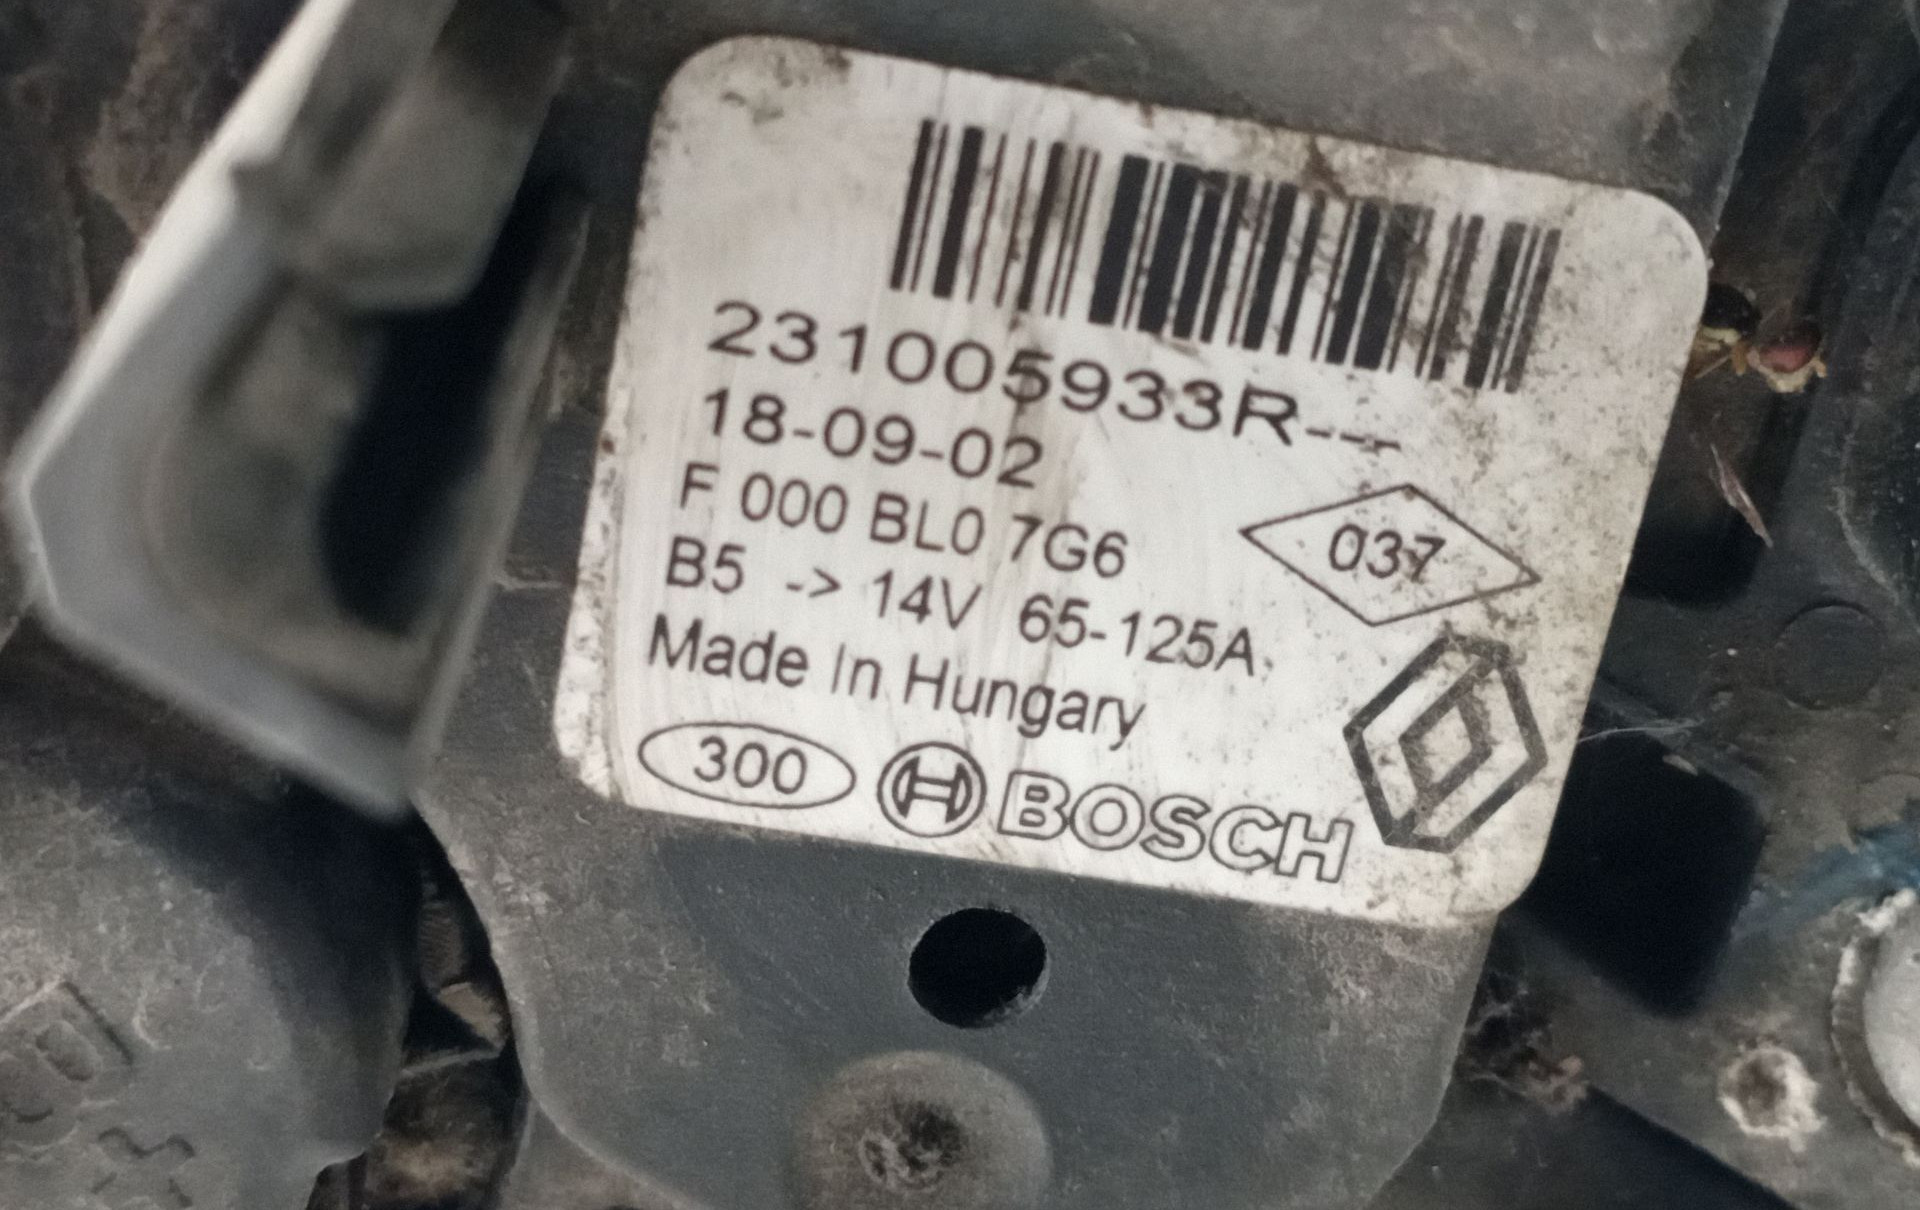 231005933R---
18-09-02
F 000 BL0 7G6
037
B5 -> 14V 65-125A
Made In Hungary
300 BOSCH